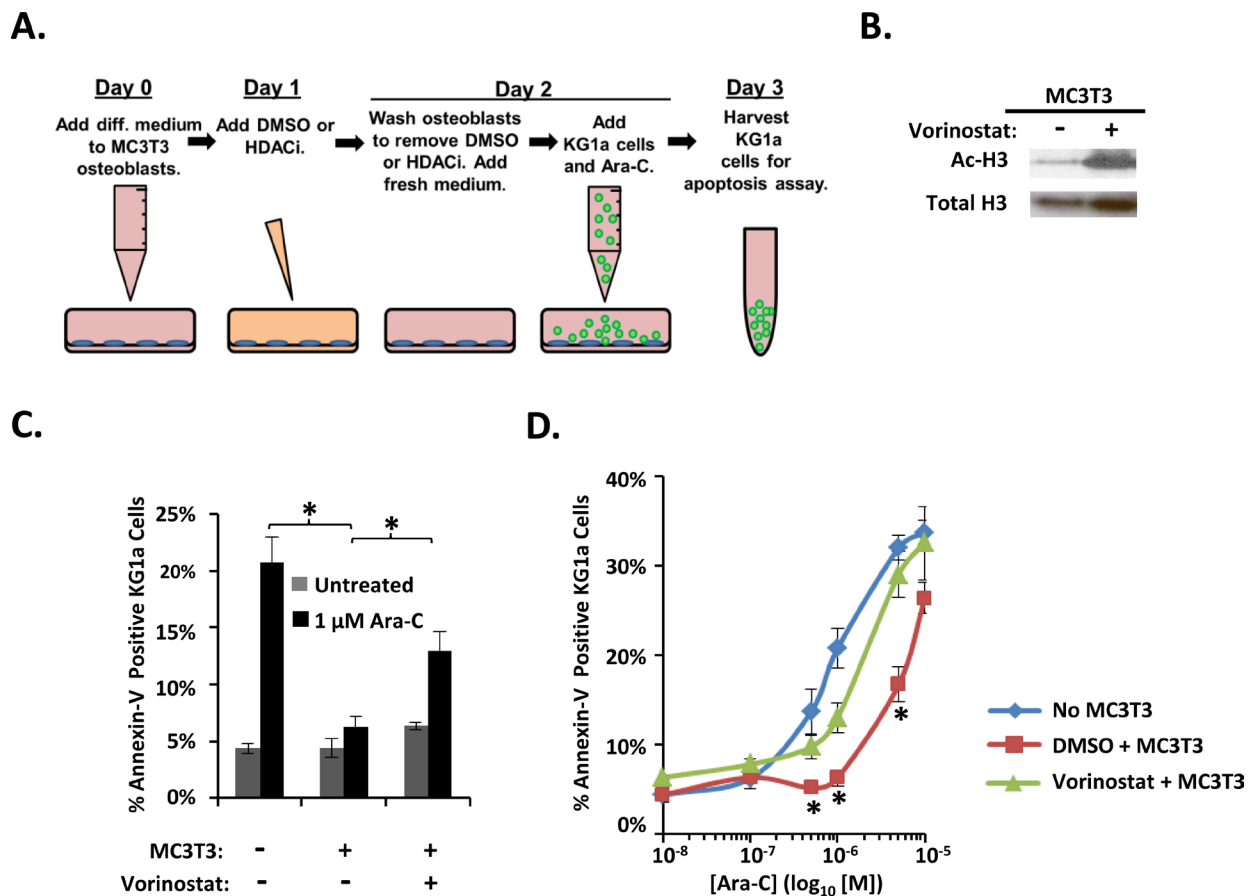 A.
Day 0
Add diff. medium
to MC3T3
osteoblasts.
Day 1
Add DMSO or
HDACi.
Day 2
Wash osteoblasts
to remove DMSO
or HDACi. Add
fresh medium.
Add
KG1a cells
and Ara-C.
Day 3
Harvest
KG1a
cells for
apoptosis assay.
B.
MC3T3
Vorinostat: - +
Ac-H3
Total H3
C.
% Annexin-V Positive KG1a Cells
25%
20%
15%
10%
5%
0%
* *
Untreated
1 µM Ara-C
MC3T3: - + +
Vorinostat: - - +
D.
% Annexin-V Positive KG1a Cells
40%
30%
20%
10%
0%
* * *
10-8 10-7 10-6 10-5
[Ara-C] (log10 [M])
No MC3T3
DMSO + MC3T3
Vorinostat + MC3T3